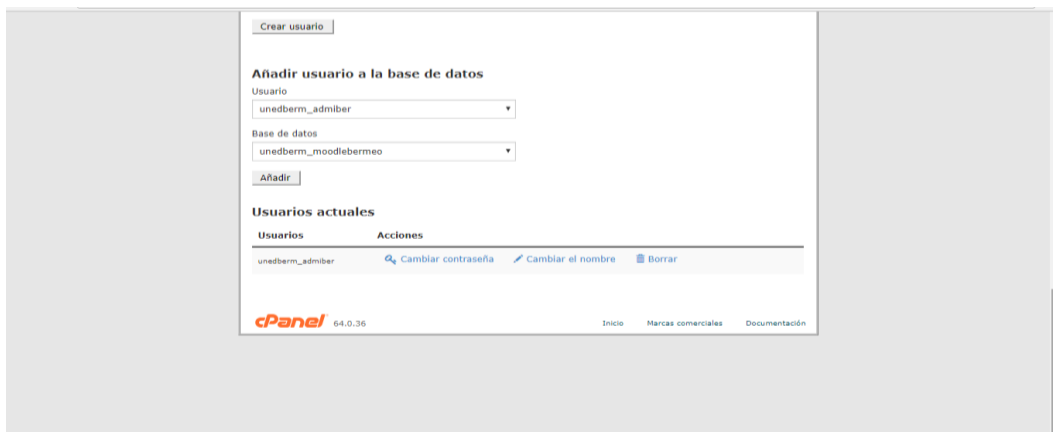 Crear usuario
Añadir usuario a la base de datos
Usuario
unedberm_admiber
Base de datos
unedberm_moodlebermeo
Añadir
Usuarios actuales
Usuarios Acciones
unedberm_admiber Cambiar contraseña Cambiar el nombre Borrar
cPanel 64.0.36 Inicio Marcas comerciales Documentación